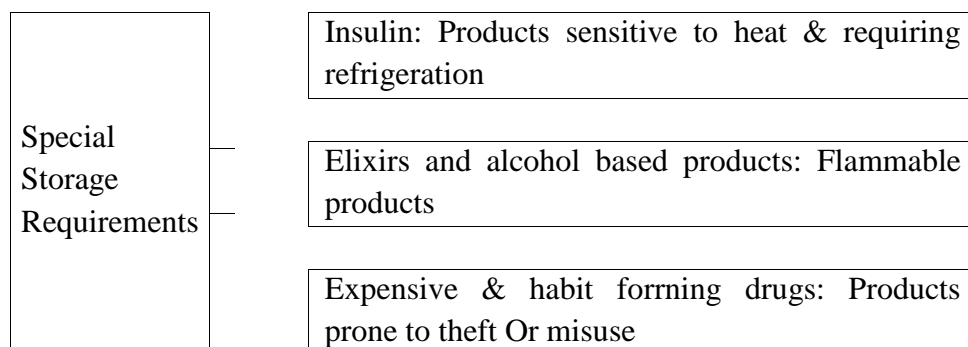 Special
Storage
Requirements
Insulin: Products sensitive to heat & requiring
refrigeration
Elixirs and alcohol based products: Flammable
products
Expensive & habit forrning drugs: Products
prone to theft Or misuse